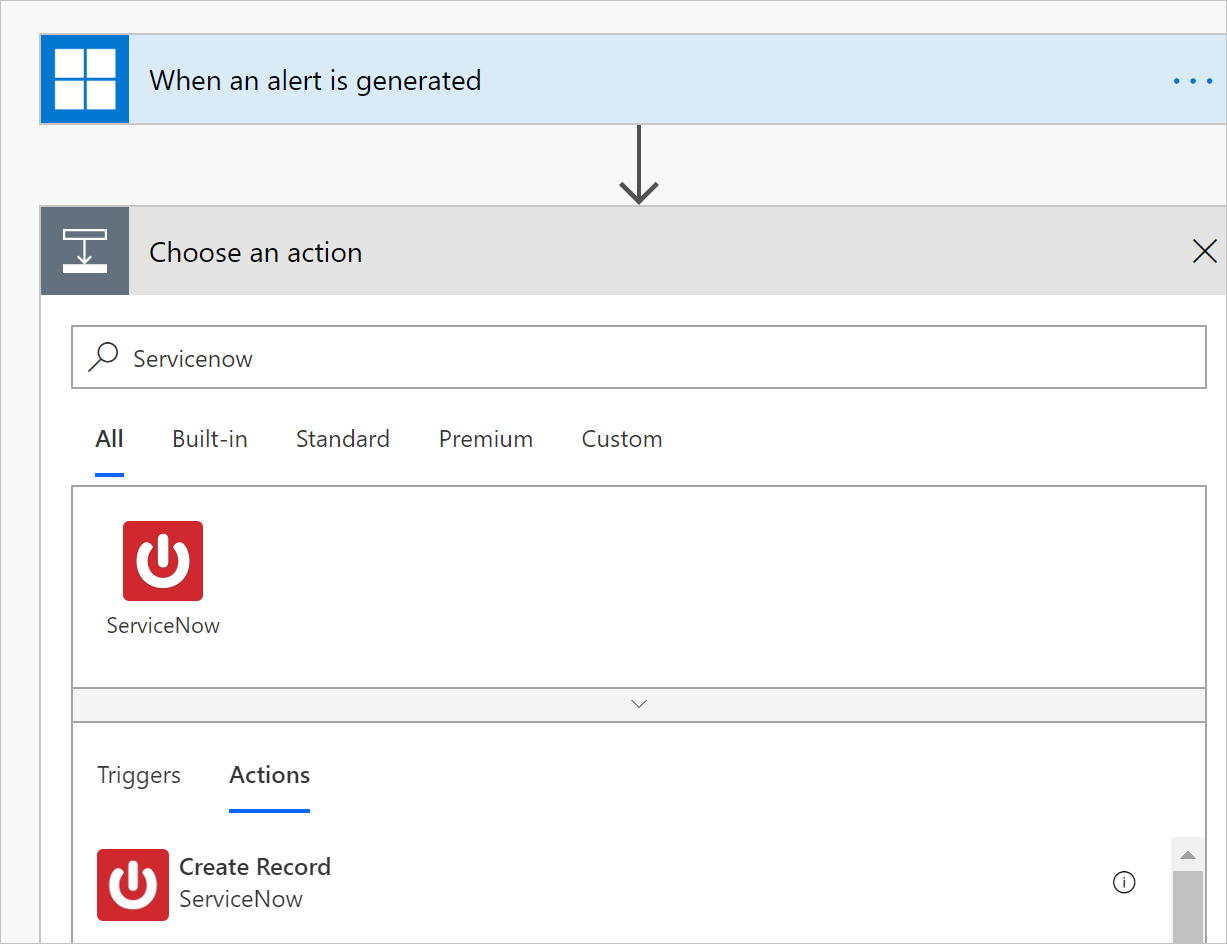 When an alert is generated
Choose an action
Servicenow
All Built-in Standard Premium Custom
ServiceNow
Triggers Actions
Create Record
ServiceNow